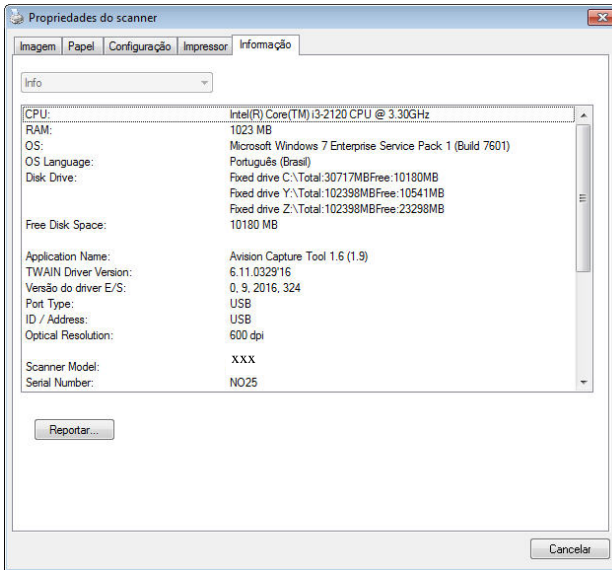 Propriedades do scanner
Imagem Papel Configuração Impressor Informação
Info
CPU: Intel(R) Core(TM) i3-2120 CPU @ 3.30GHz
RAM: 1023 MB
OS: Microsoft Windows 7 Enterprise Service Pack 1 (Build 7601)
OS Language: Português (Brasil)
Disk Drive: Fixed drive C:\Total:30717MBFree:10180MB
Fixed drive Y:\Total:102398MBFree:10541MB
Fixed drive Z:\Total:102398MBFree:23298MB
Free Disk Space: 10180 MB
Application Name: Avision Capture Tool 1.6 (1.9)
TWAIN Driver Version: 6.11.0329'16
Versão do driver E/S: 0, 9, 2016, 324
Port Type: USB
ID / Address: USB
Optical Resolution: 600 dpi
Scanner Model: xxx
Serial Number: NO25
Reportar...
Cancelar